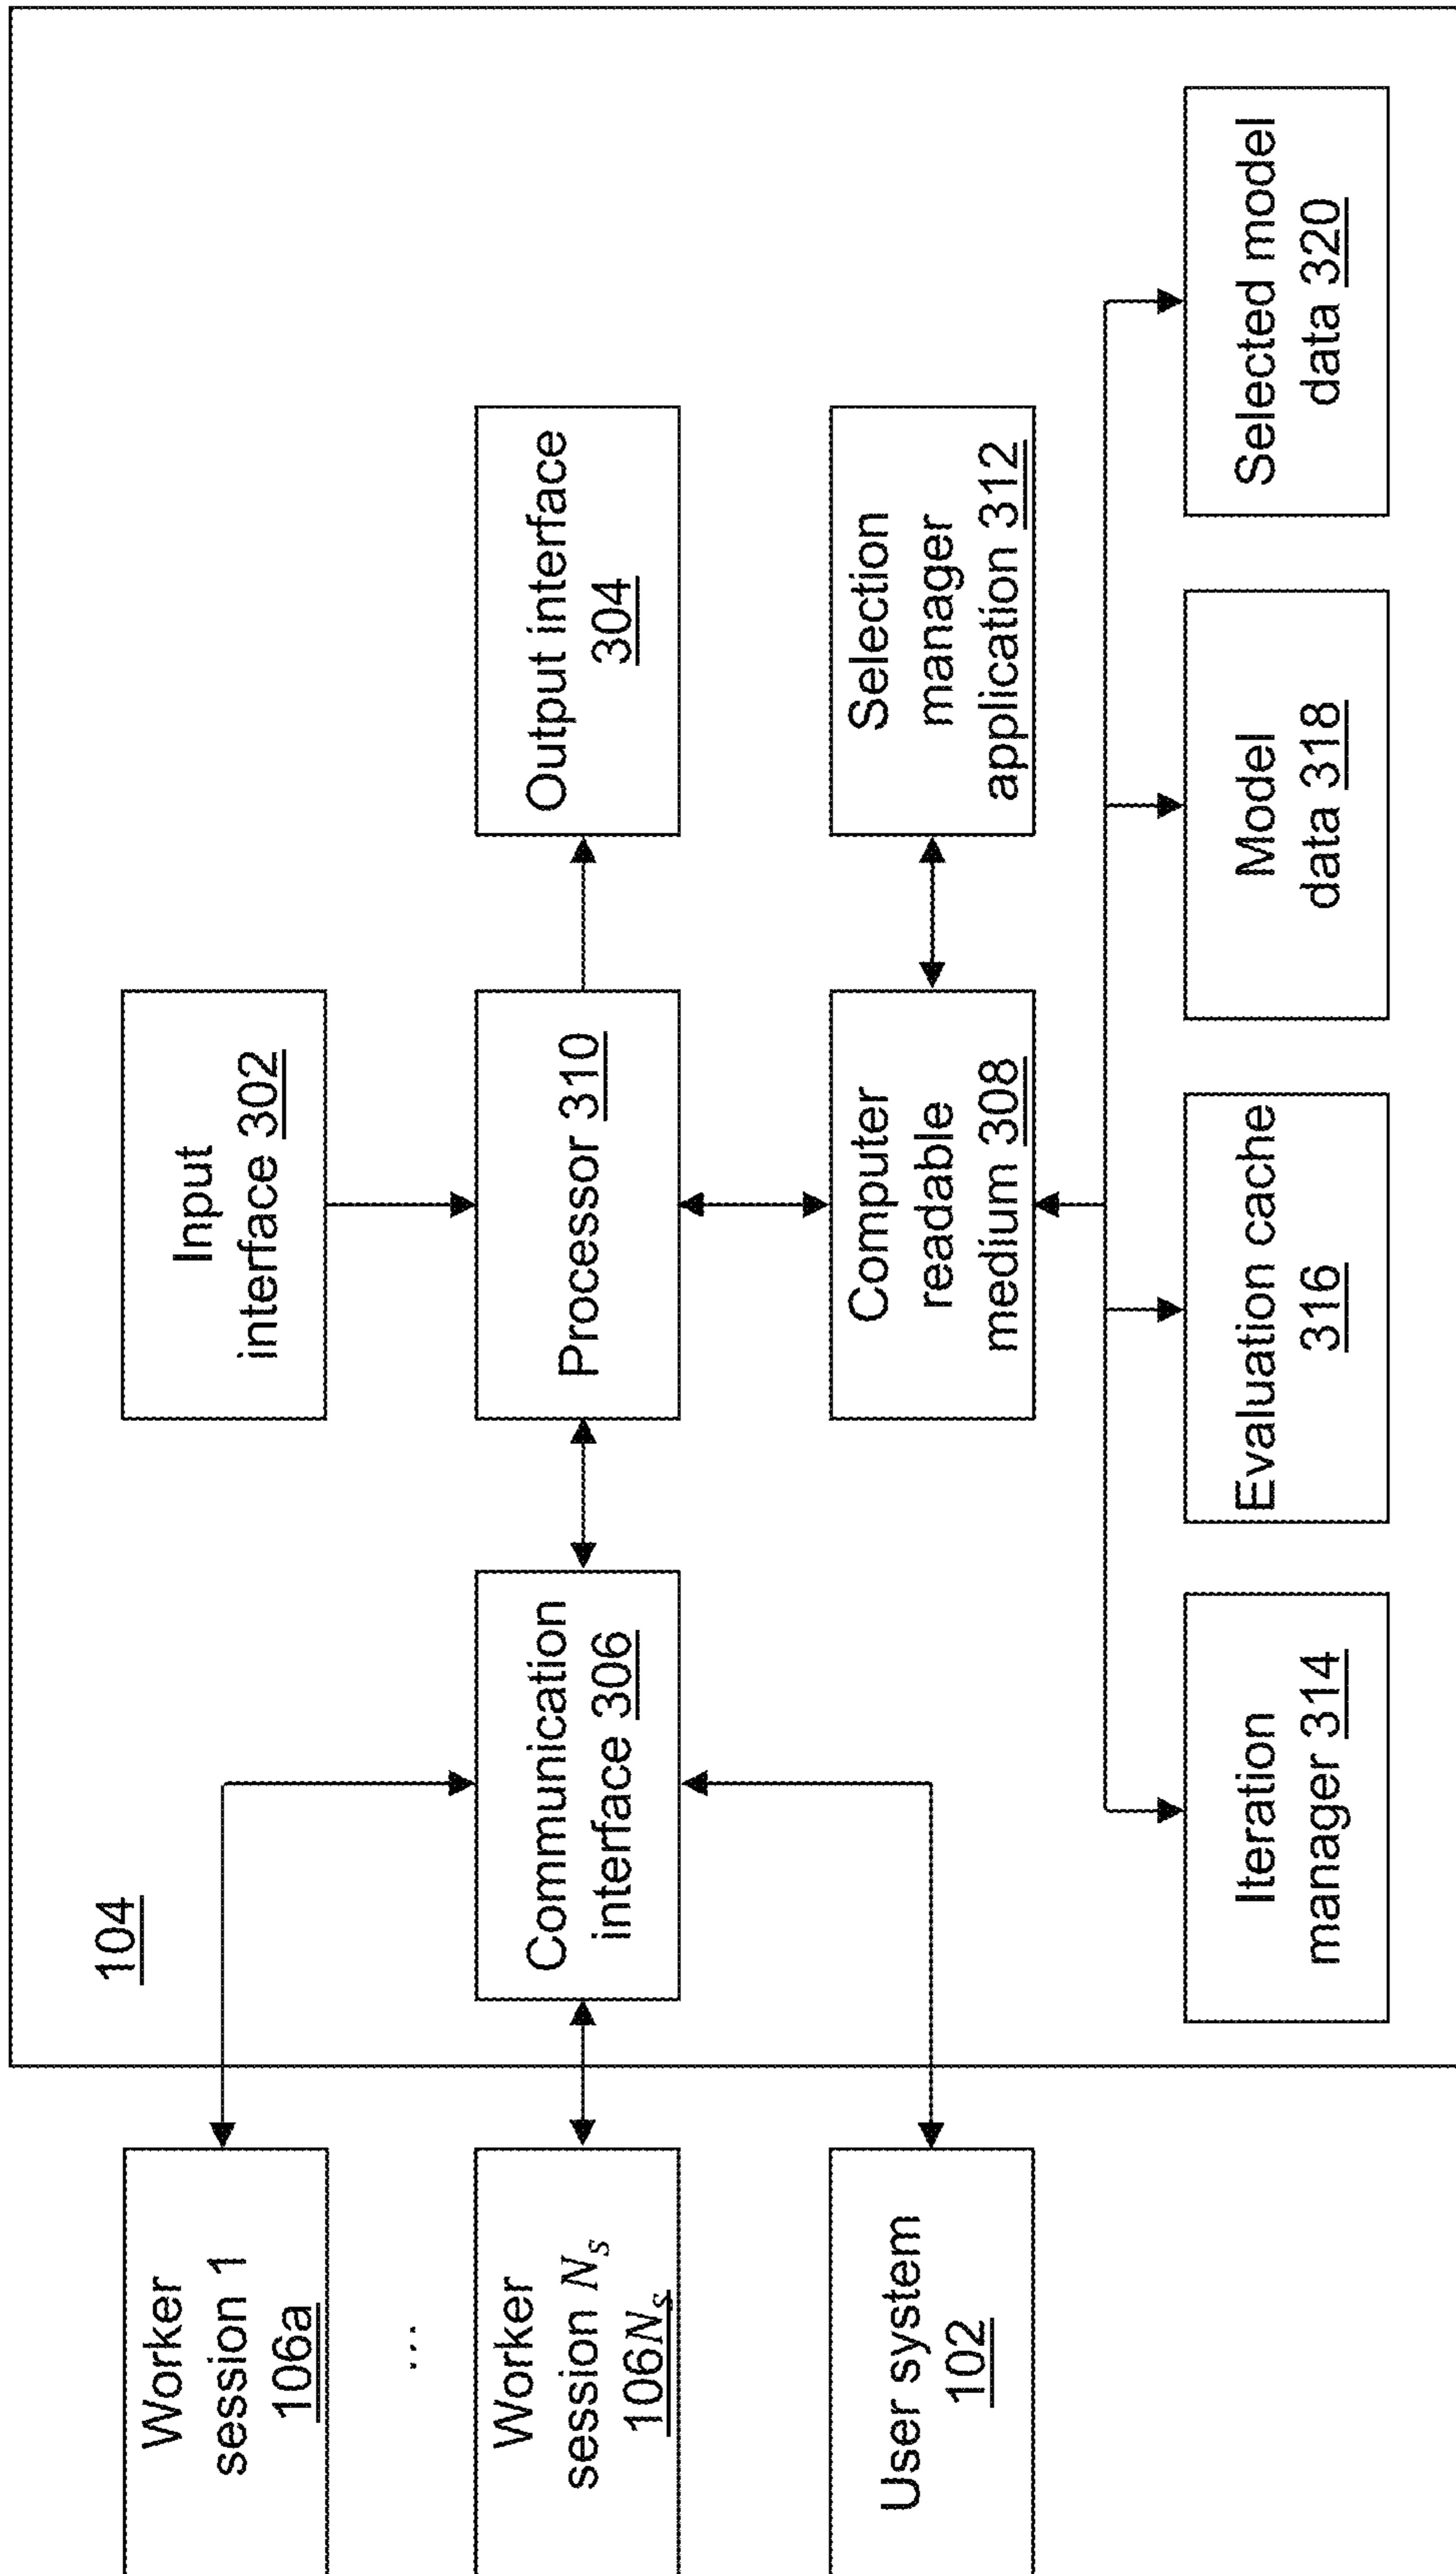 104
Worker
session 1
106a
...
Worker
session Nₛ
106Nₛ
User system
102
Communication
interface 306
Input
interface 302
Processor 310
Output interface
304
Computer
readable
medium 308
Selection
manager
application 312
Iteration
manager 314
Evaluation cache
316
Model
data 318
Selected model
data 320